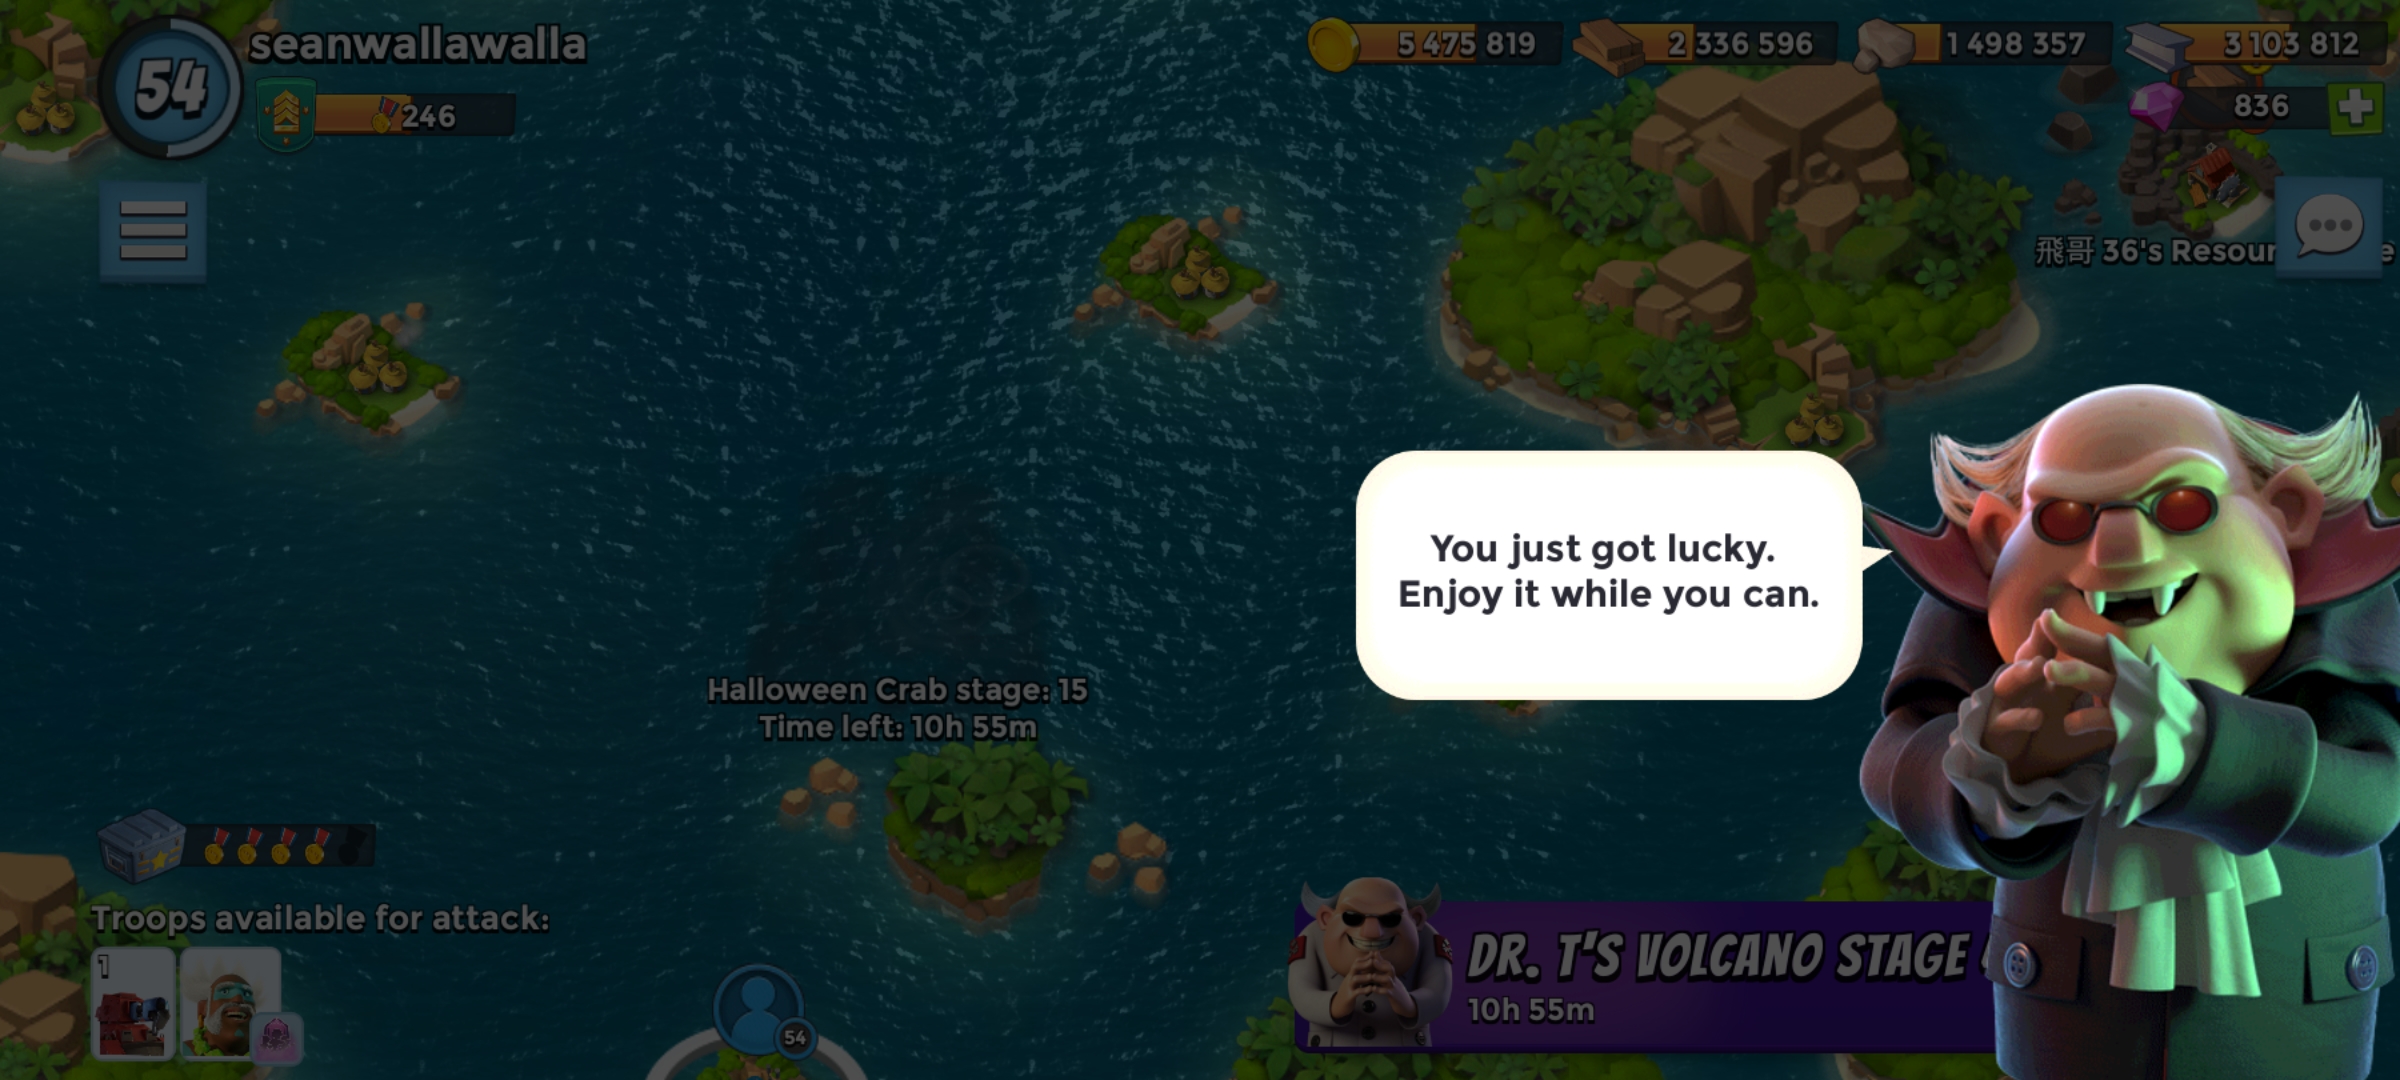 54
seanwallawalla
246
5 475 819
2 336 596
1 498 357
3 103 812
836
飛哥 36's
You just got lucky.
Enjoy it while you can.
Halloween Crab stage: 15
Time left: 10h 55m
Troops available for attack:
1
54
DR. T'S VOLCANO STAGE
10h 55m